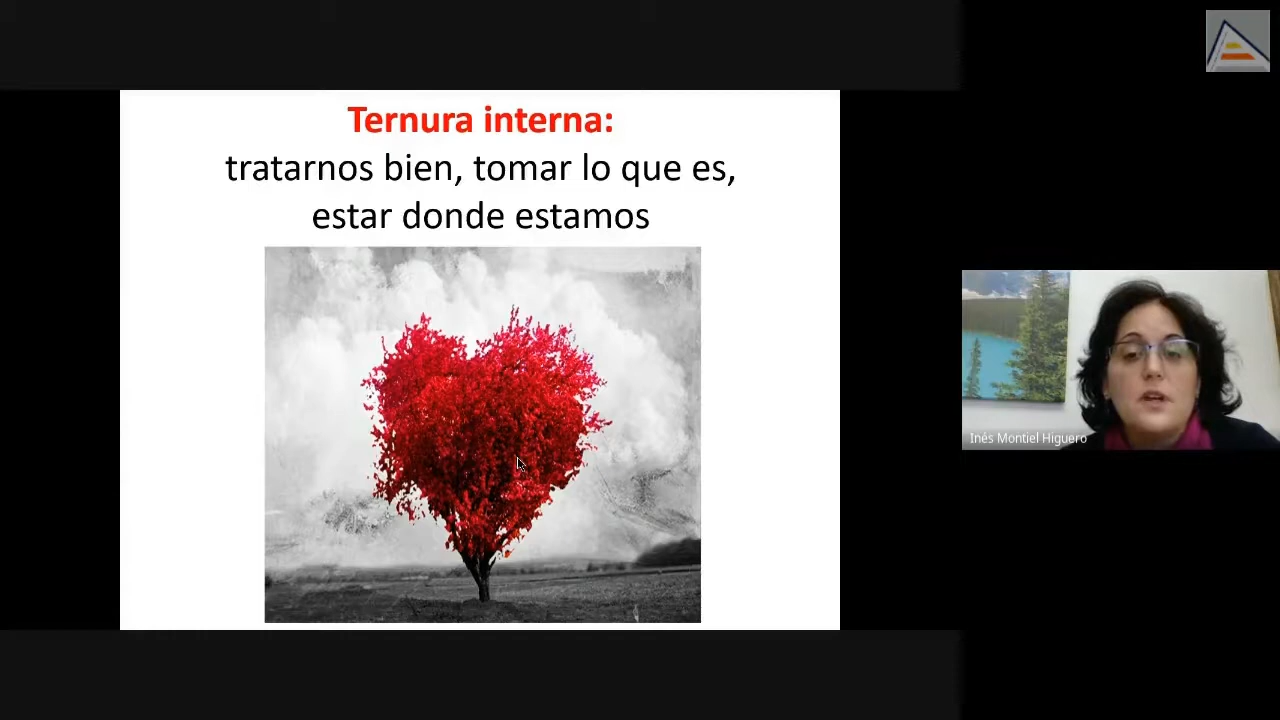 Ternura interna:
tratarnos bien, tomar lo que es,
estar donde estamos
Inés Montiel Higuero